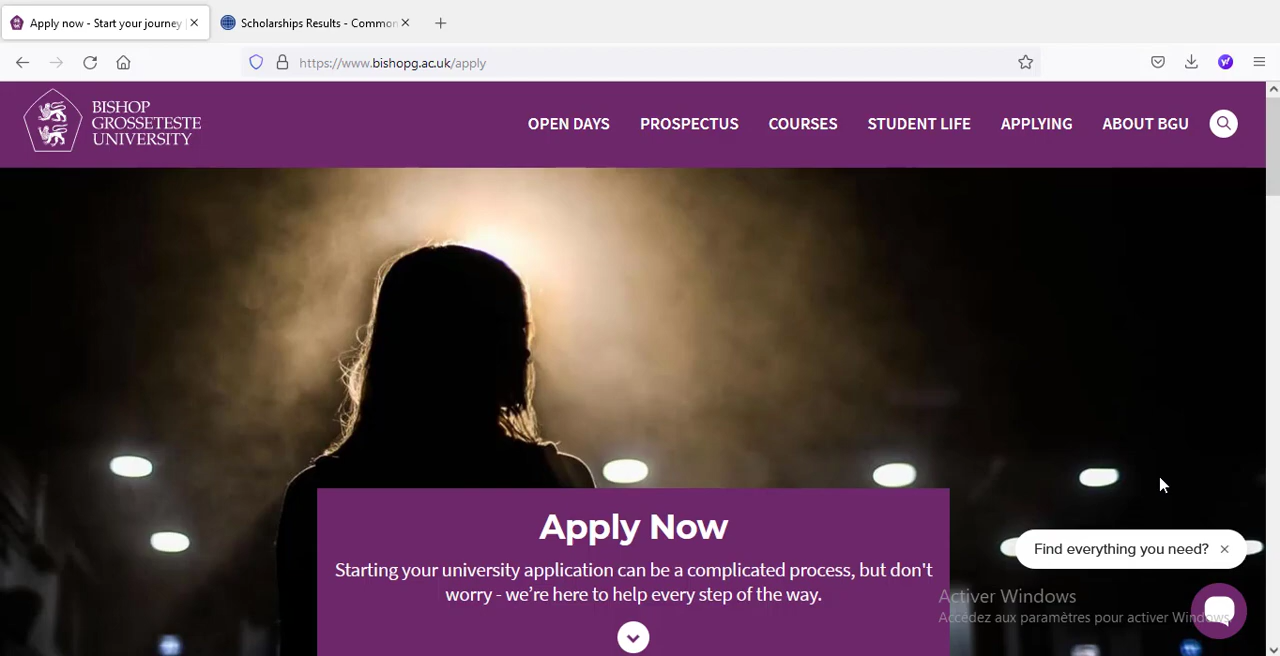 Apply now - Start your journey
Scholarships Results - Common
https://www.bishopg.ac.uk/apply
BISHOP
GROSSETESTE
UNIVERSITY
OPEN DAYS
PROSPECTUS
COURSES
STUDENT LIFE
APPLYING
ABOUT BGU
Apply Now
Starting your university application can be a complicated process, but don't
worry - we’re here to help every step of the way.
Find everything you need?
Activer Windows
Accédez aux paramètres pour activer Windows.